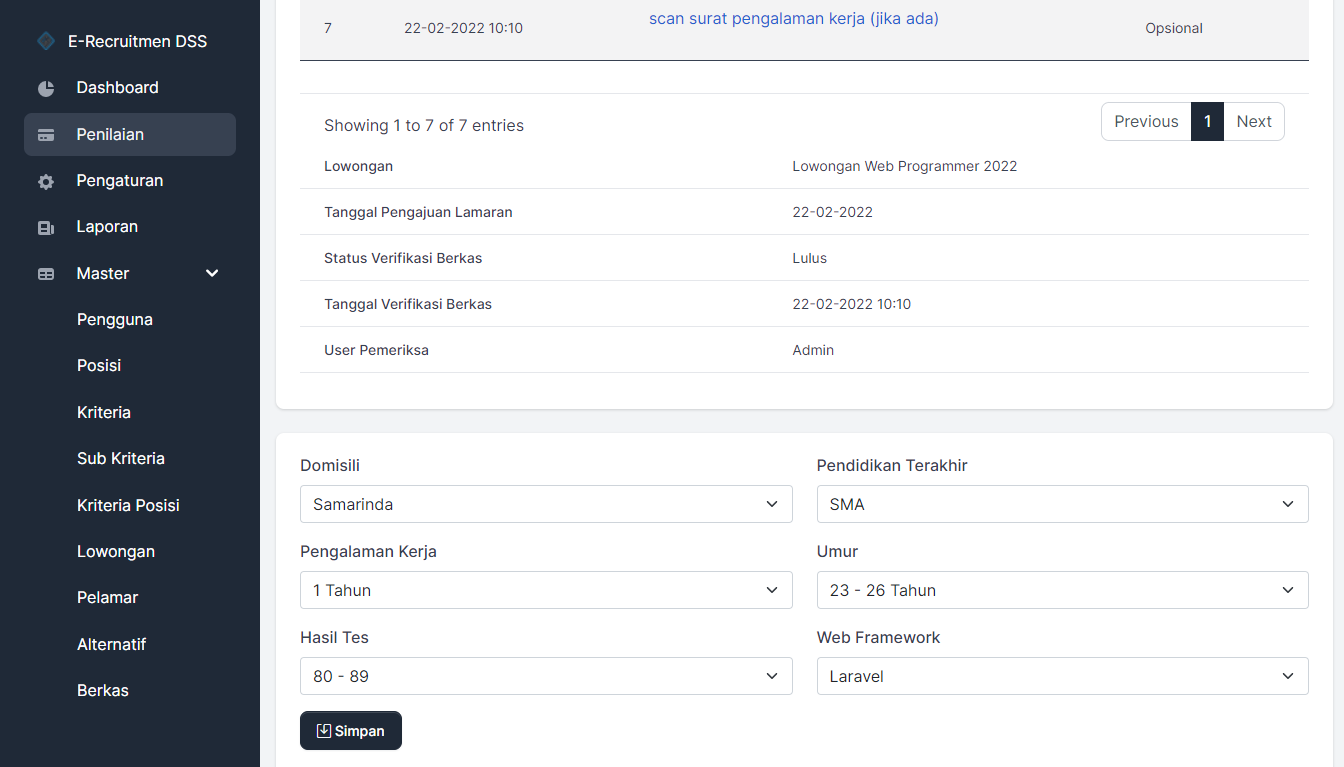 E-Recruitmen DSS
Dashboard
Penilaian
Pengaturan
Laporan
Master
Pengguna
Posisi
Kriteria
Sub Kriteria
Kriteria Posisi
Lowongan
Pelamar
Alternatif
Berkas
7 22-02-2022 10:10 scan surat pengalaman kerja (jika ada) Opsional
Showing 1 to 7 of 7 entries Previous 1 Next
Lowongan Lowongan Web Programmer 2022
Tanggal Pengajuan Lamaran 22-02-2022
Status Verifikasi Berkas Lulus
Tanggal Verifikasi Berkas 22-02-2022 10:10
User Pemeriksa Admin
Domisili Pendidikan Terakhir
Samarinda SMA
Pengalaman Kerja Umur
1 Tahun 23 - 26 Tahun
Hasil Tes Web Framework
80 - 89 Laravel
Simpan